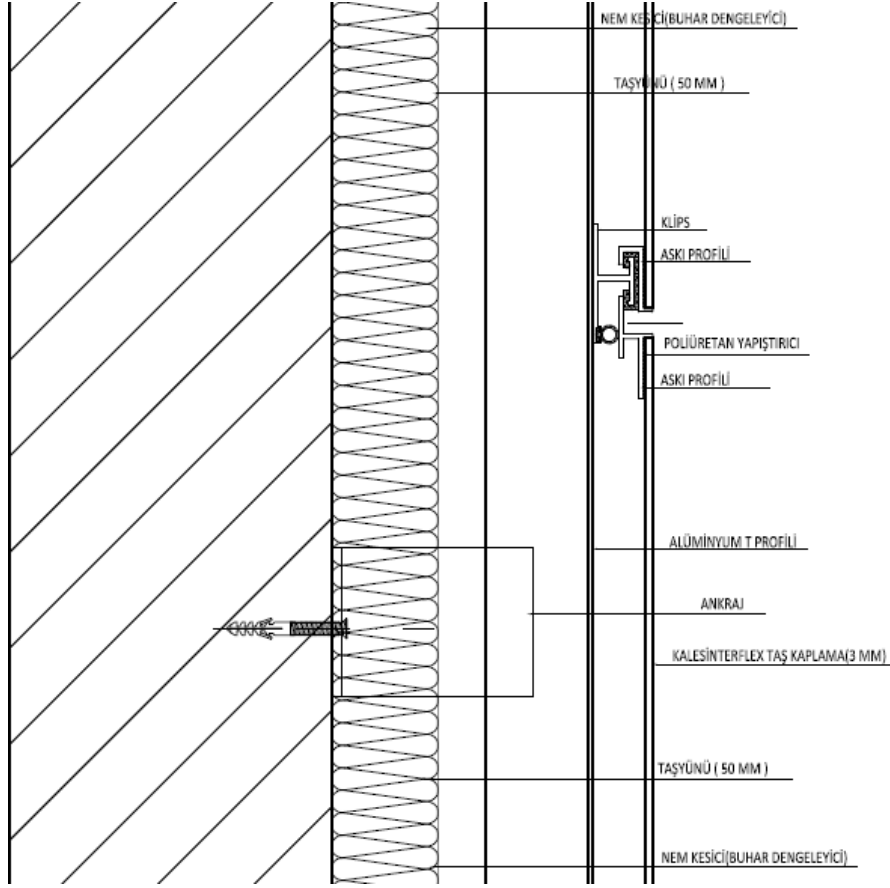 NEM KESİCİ(BUHAR DENGELEYİCİ)
TAŞYÜNÜ ( 50 MM )
KLİPS
ASKI PROFİLİ
POLİÜRETAN YAPIŞTIRICI
ASKI PROFİLİ
ALÜMİNYUM T PROFİLİ
ANKRAJ
KALESİNTERFLEX TAŞ KAPLAMA(3 MM)
TAŞYÜNÜ ( 50 MM )
NEM KESİCİ(BUHAR DENGELEYİCİ)